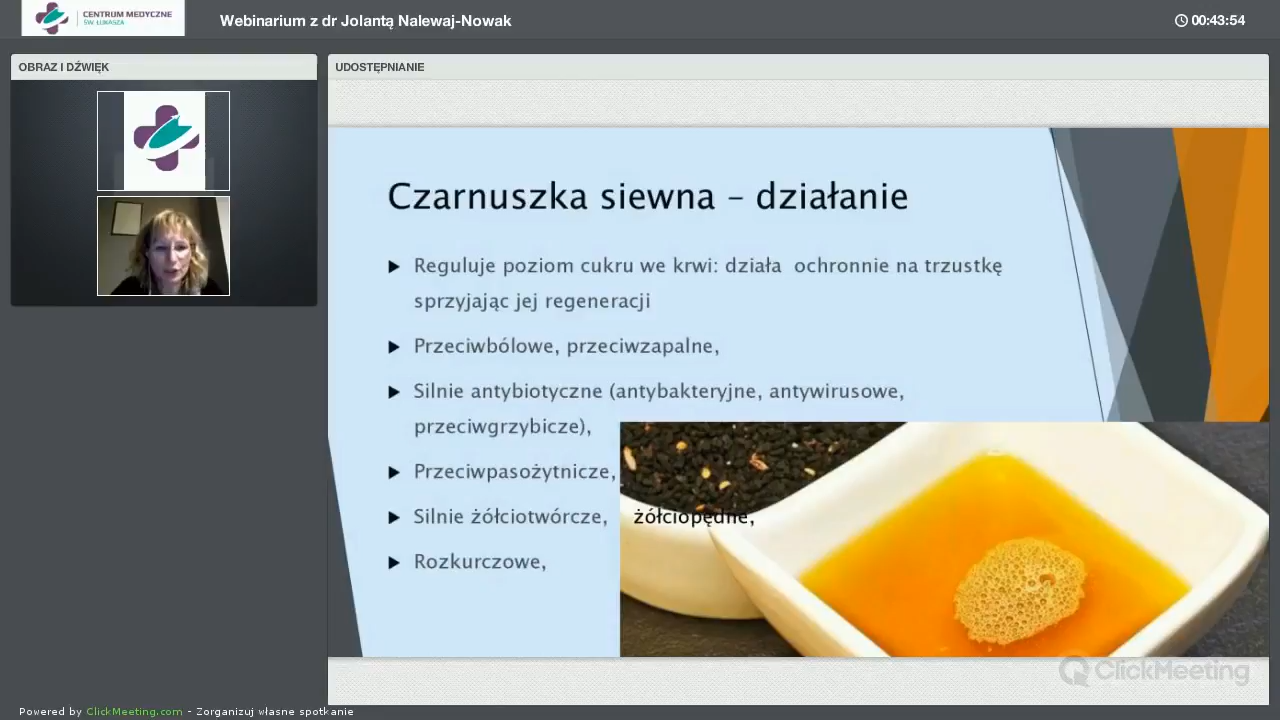 CENTRUM MEDYCZNE
ŚW. ŁUKASZA
Webinarium z dr Jolantą Nalewaj-Nowak
00:43:54
OBRAZ I DŹWIĘK
UDOSTĘPNIANIE
Czarnuszka siewna – działanie
Reguluje poziom cukru we krwi: działa ochronnie na trzustkę
sprzyjając jej regeneracji
Przeciwbólowe, przeciwzapalne,
Silnie antybiotyczne (antybakteryjne, antywirusowe,
przeciwgrzybicze),
Przeciwpasożytnicze,
Silnie żółciotwórcze, żółciopędne,
Rozkurczowe,
ClickMeeting
Powered by ClickMeeting.com - Zorganizuj własne spotkanie